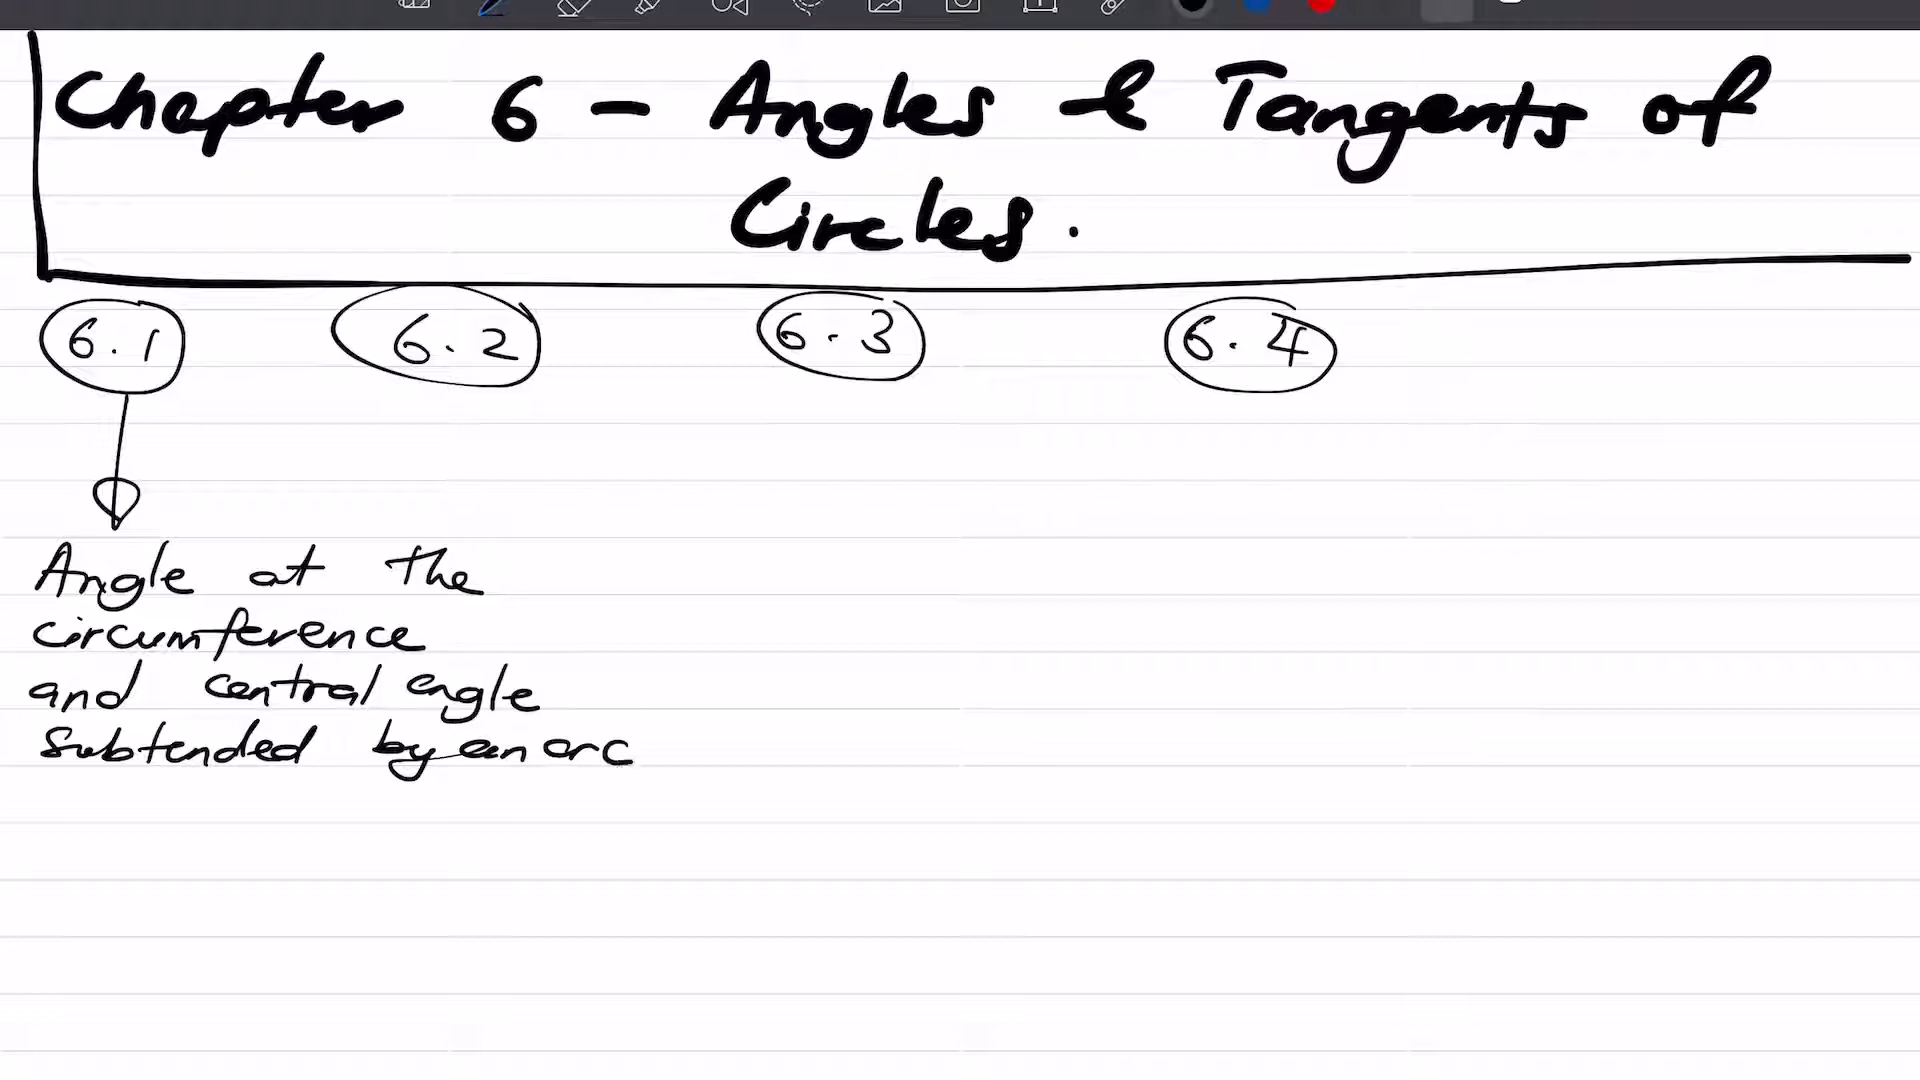 Chapter 6 - Angles & Tangents of
Circles.
6.1 6.2 6.3 6.4
Angle at the
circumference
and central angle
subtended by an arc